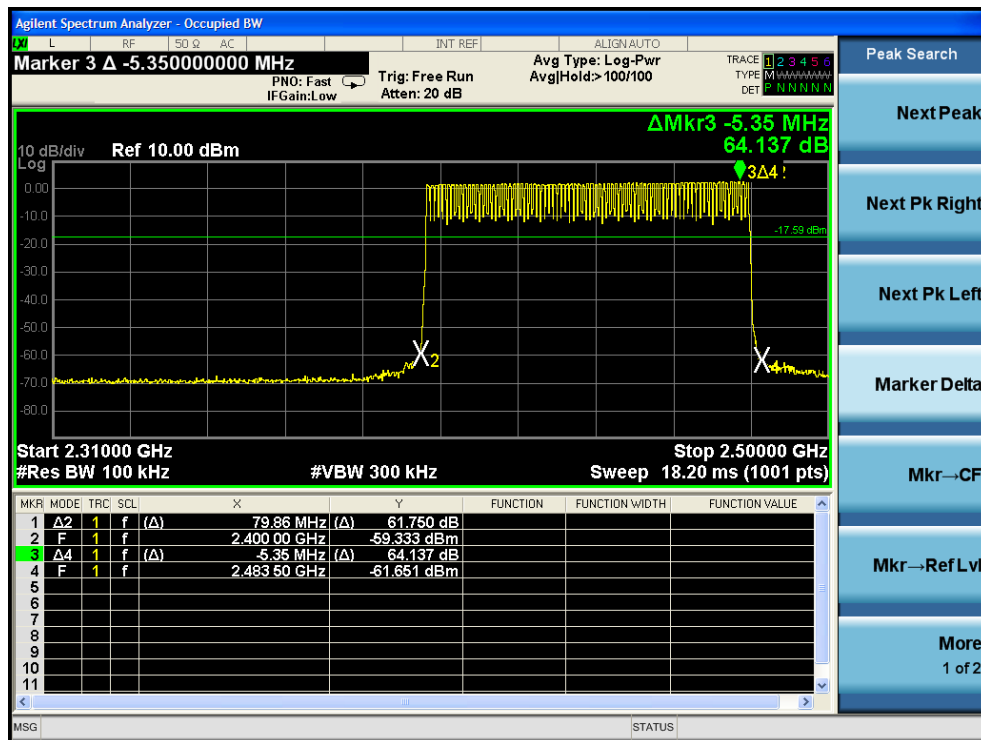 Agilent Spectrum Analyzer - Occupied BW
LXI L RF 50 Ω AC INT REF ALIGNAUTO
Marker 3 Δ -5.350000000 MHz
PNO: Fast
IFGain:Low
Trig: Free Run
Atten: 20 dB
Avg Type: Log-Pwr
Avg|Hold:>100/100
TRACE 1 2 3 4 5 6
TYPE M
DET P N N N N N
Peak Search
ΔMkr3 -5.35 MHz
64.137 dB
10 dB/div Ref 10.00 dBm
Log
3Δ4
0.00
-10.0
-17.59 dBm
-20.0
-30.0
-40.0
-50.0
-60.0
2
4
-70.0
-80.0
Start 2.31000 GHz Stop 2.50000 GHz
#Res BW 100 kHz #VBW 300 kHz Sweep 18.20 ms (1001 pts)
MKR MODE TRC SCL X Y FUNCTION FUNCTION WIDTH FUNCTION VALUE
1 Δ2 1 f (Δ) 79.86 MHz (Δ) 61.750 dB
2 F 1 f 2.400 00 GHz -59.333 dBm
3 Δ4 1 f (Δ) -5.35 MHz (Δ) 64.137 dB
4 F 1 f 2.483 50 GHz -61.651 dBm
5
6
7
8
9
10
11
MSG STATUS
Next Peak
Next Pk Right
Next Pk Left
Marker Delta
Mkr→CF
Mkr→Ref Lvl
More
1 of 2